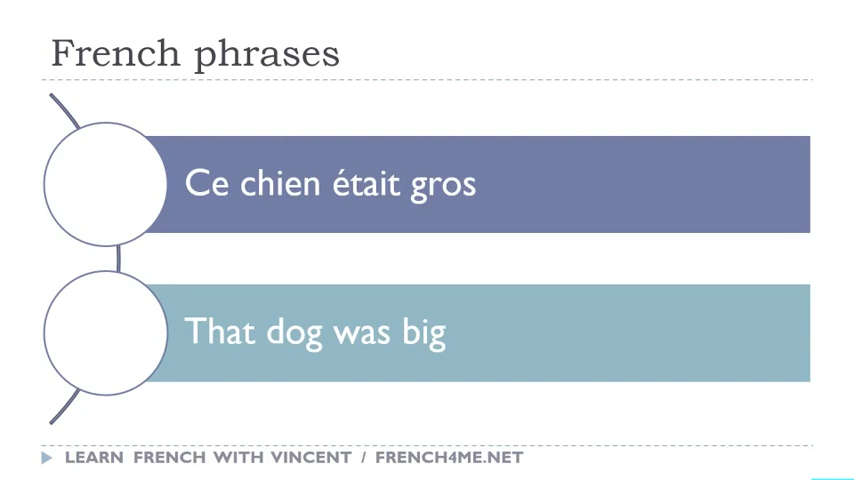 French phrases
Ce chien était gros
That dog was big
LEARN FRENCH WITH VINCENT / FRENCH4ME.NET